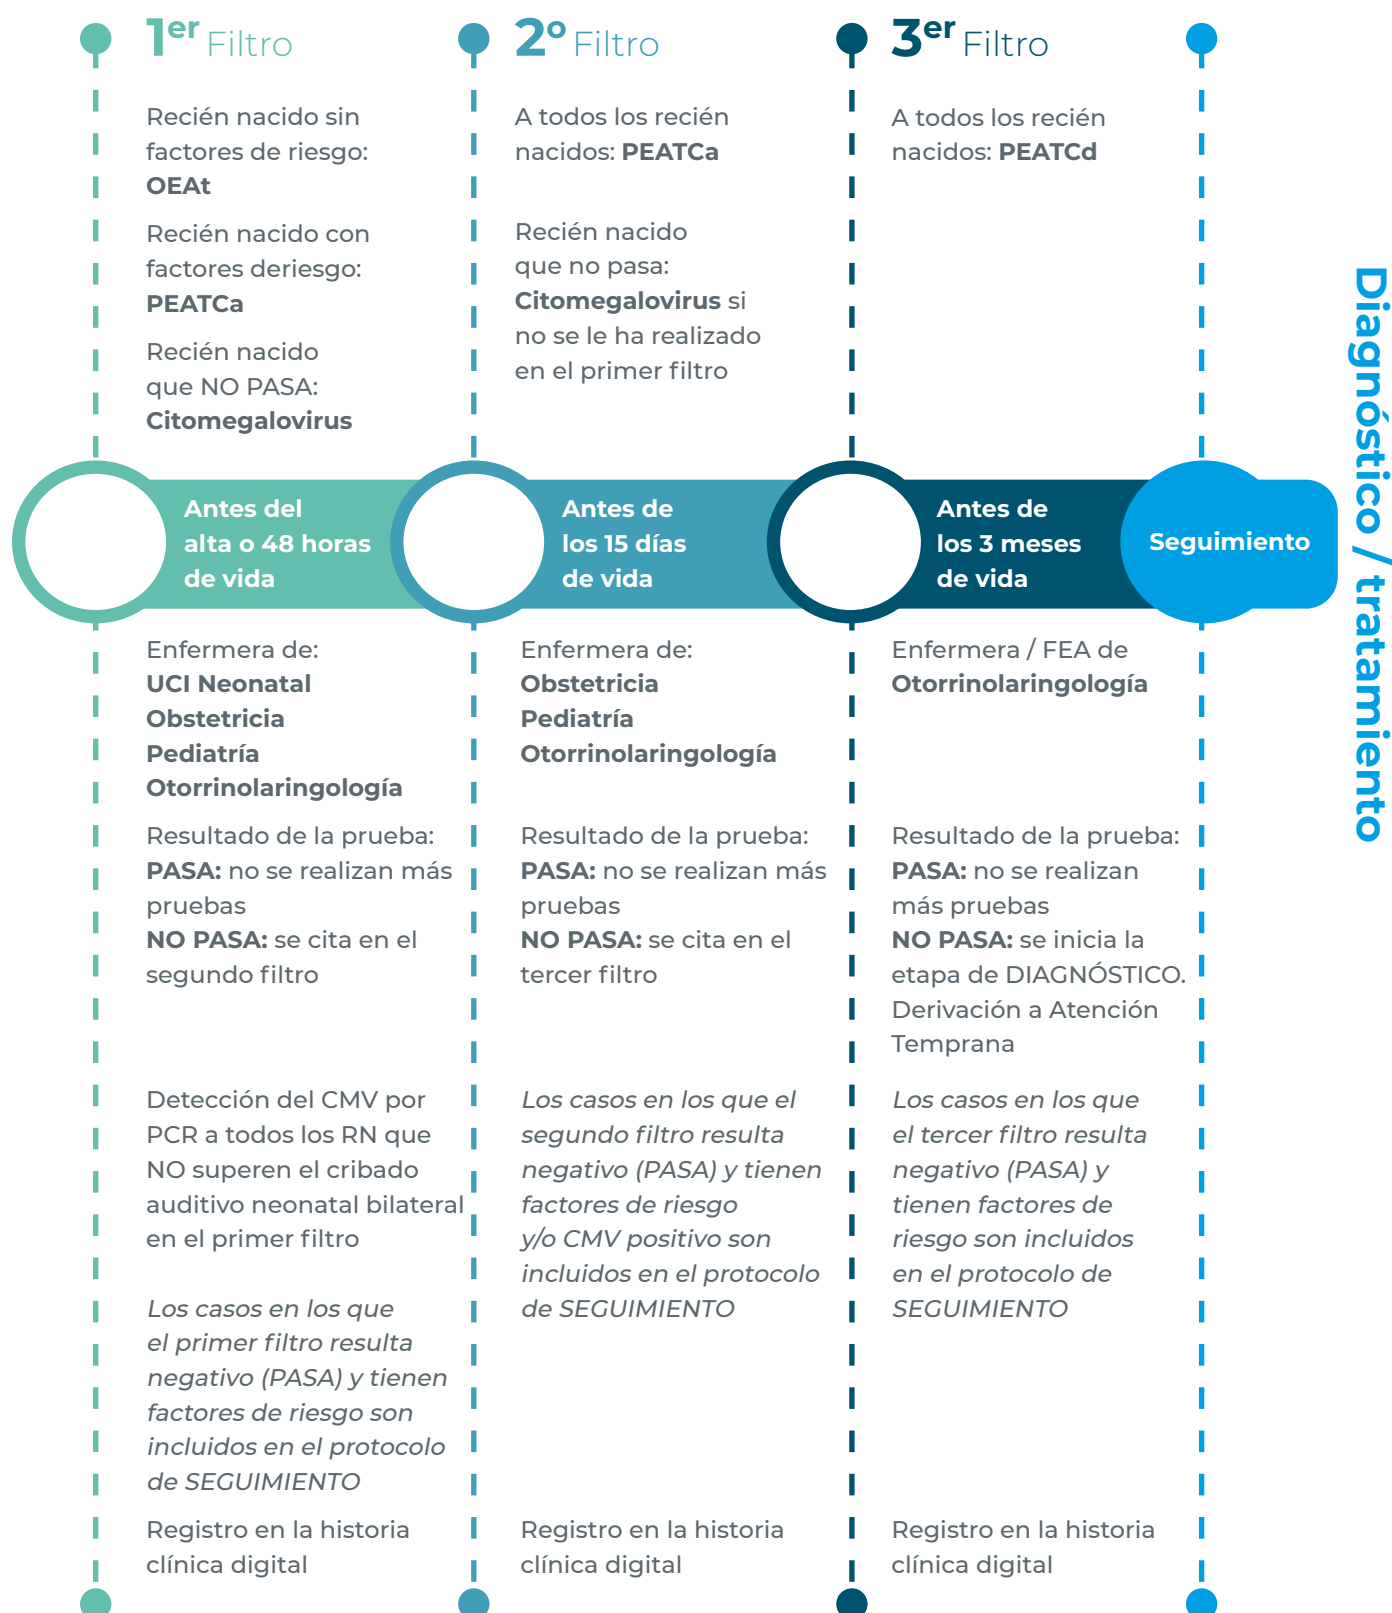 1er Filtro
Recién nacido sin
factores de riesgo:
OEAt
Recién nacido con
factores deriesgo:
PEATCa
Recién nacido
que NO PASA:
Citomegalovirus
Antes del
alta o 48 horas
de vida
Enfermera de:
UCI Neonatal
Obstetricia
Pediatría
Otorrinolaringología
Resultado de la prueba:
PASA: no se realizan más
pruebas
NO PASA: se cita en el
segundo filtro
Detección del CMV por
PCR a todos los RN que
NO superen el cribado
auditivo neonatal bilateral
en el primer filtro
Los casos en los que
el primer filtro resulta
negativo (PASA) y tienen
factores de riesgo son
incluidos en el protocolo
de SEGUIMIENTO
Registro en la historia
clínica digital
2º Filtro
A todos los recién
nacidos: PEATCa
Recién nacido
que no pasa:
Citomegalovirus si
no se le ha realizado
en el primer filtro
Antes de
los 15 días
de vida
Enfermera de:
Obstetricia
Pediatría
Otorrinolaringología
Resultado de la prueba:
PASA: no se realizan más
pruebas
NO PASA: se cita en el
tercer filtro
Los casos en los que el
segundo filtro resulta
negativo (PASA) y tienen
factores de riesgo
y/o CMV positivo son
incluidos en el protocolo
de SEGUIMIENTO
Registro en la historia
clínica digital
3er Filtro
A todos los recién
nacidos: PEATCd
Antes de
los 3 meses
de vida
Enfermera / FEA de
Otorrinolaringología
Resultado de la prueba:
PASA: no se realizan
más pruebas
NO PASA: se inicia la
etapa de DIAGNÓSTICO.
Derivación a Atención
Temprana
Los casos en los que
el tercer filtro resulta
negativo (PASA) y
tienen factores de
riesgo son incluidos
en el protocolo de
SEGUIMIENTO
Registro en la historia
clínica digital
Seguimiento
Diagnóstico / tratamiento